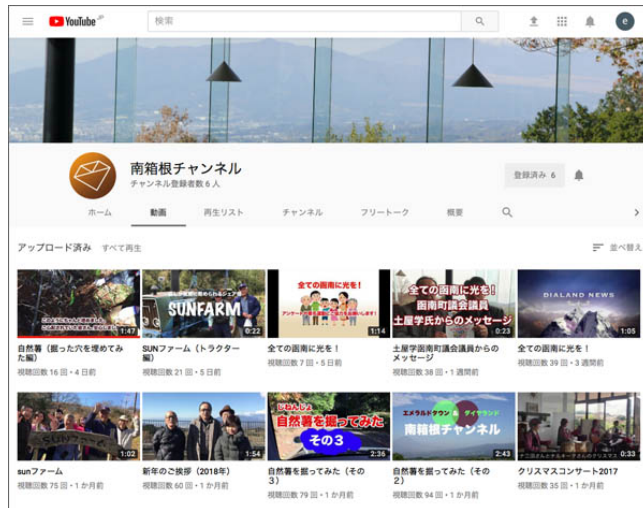 YouTube JP
検索
e
南箱根チャンネル
チャンネル登録者数 6 人
登録済み 6
ホーム 動画 再生リスト チャンネル フリートーク 概要
アップロード済み すべて再生
並べ替え
1:47
自然薯（掘った穴を埋めてみた編）
視聴回数 16 回・4 日前
SUNFARM
0:22
SUNファーム（トラクター編）
視聴回数 21 回・5 日前
全ての函南に光を！
1:14
全ての函南に光を！
視聴回数 7 回・5 日前
全ての函南に光を！
函南町議会議員
土屋学氏からのメッセージ
0:23
土屋学函南町議会議員からのメッセージ
視聴回数 38 回・1 週間前
DIALAND NEWS
1:05
全ての函南に光を！
視聴回数 39 回・3 週間前
1:02
sunファーム
視聴回数 75 回・1 か月前
1:54
新年のご挨拶（2018年）
視聴回数 60 回・1 か月前
じねんじょ
自然薯を掘ってみた
その3
2:36
自然薯を掘ってみた（その3）
視聴回数 79 回・1 か月前
エメラルドタウン & ダイヤランド
南箱根チャンネル
2:43
自然薯を掘ってみた（その2）
視聴回数 94 回・1 か月前
0:33
クリスマスコンサート2017
視聴回数 35 回・1 か月前